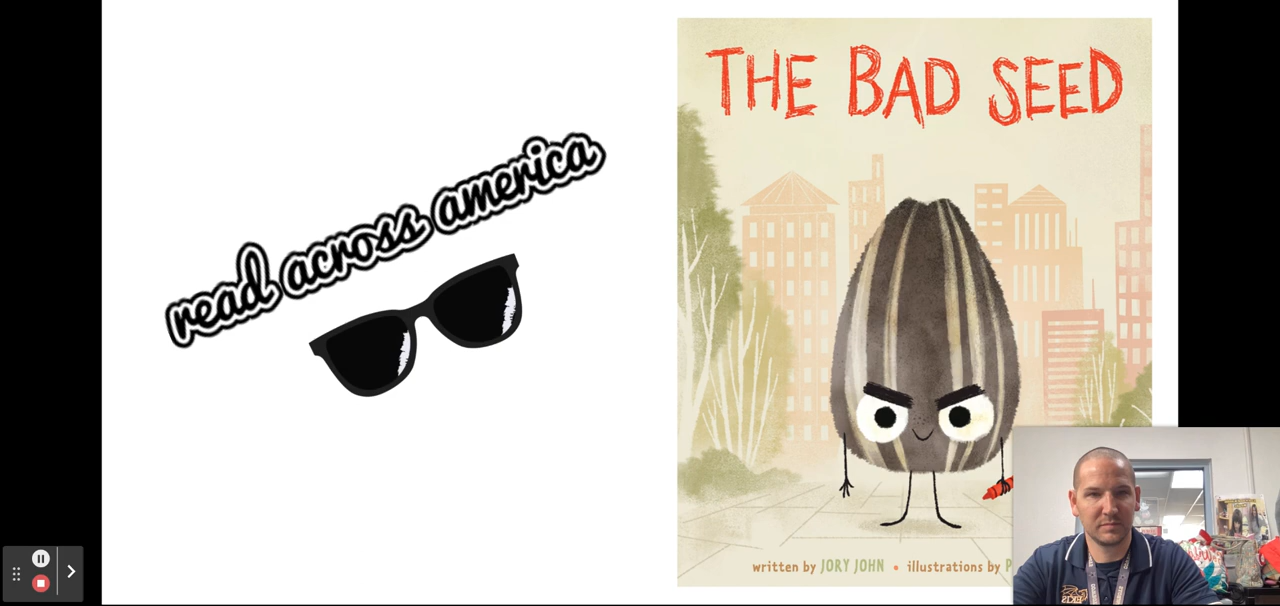 read across america
THE BAD SEED
written by JORY JOHN • illustrations by P